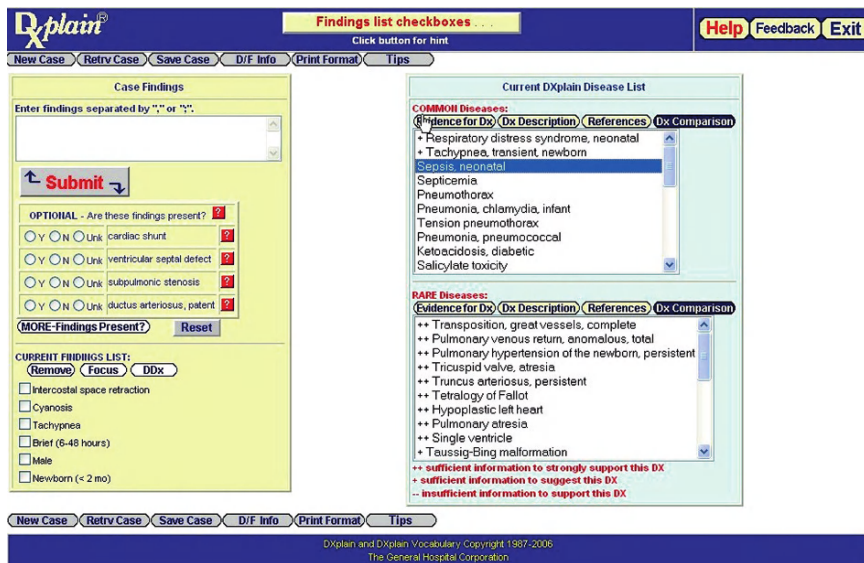 DXplain®
Findings list checkboxes . . .
Click button for hint
Help Feedback Exit
New Case Retrv Case Save Case D/F Info Print Format Tips
Case Findings
Enter findings separated by "," or ";".
Submit
OPTIONAL - Are these findings present? ?
Y N Unk cardiac shunt ?
Y N Unk ventricular septal defect ?
Y N Unk subpulmonic stenosis ?
Y N Unk ductus arteriosus, patent ?
(MORE-Findings Present?) Reset
CURRENT FINDINGS LIST:
Remove Focus DDx
Intercostal space retraction
Cyanosis
Tachypnea
Brief (6-48 hours)
Male
Newborn (< 2 mo)
Current DXplain Disease List
COMMON Diseases:
Evidence for Dx Dx Description References Dx Comparison
+ Respiratory distress syndrome, neonatal
+ Tachypnea, transient, newborn
Sepsis, neonatal
Septicemia
Pneumothorax
Pneumonia, chlamydia, infant
Tension pneumothorax
Pneumonia, pneumococcal
Ketoacidosis, diabetic
Salicylate toxicity
RARE Diseases:
Evidence for Dx Dx Description References Dx Comparison
++ Transposition, great vessels, complete
++ Pulmonary venous return, anomalous, total
++ Pulmonary hypertension of the newborn, persistent
++ Tricuspid valve, atresia
++ Truncus arteriosus, persistent
++ Tetralogy of Fallot
++ Hypoplastic left heart
++ Pulmonary atresia
++ Single ventricle
+ Taussig-Bing malformation
++ sufficient information to strongly support this DX
+ sufficient information to suggest this DX
-- insufficient information to support this DX
New Case Retrv Case Save Case D/F Info Print Format Tips
DXplain and DXplain Vocabulary Copyright 1987-2006
The General Hospital Corporation